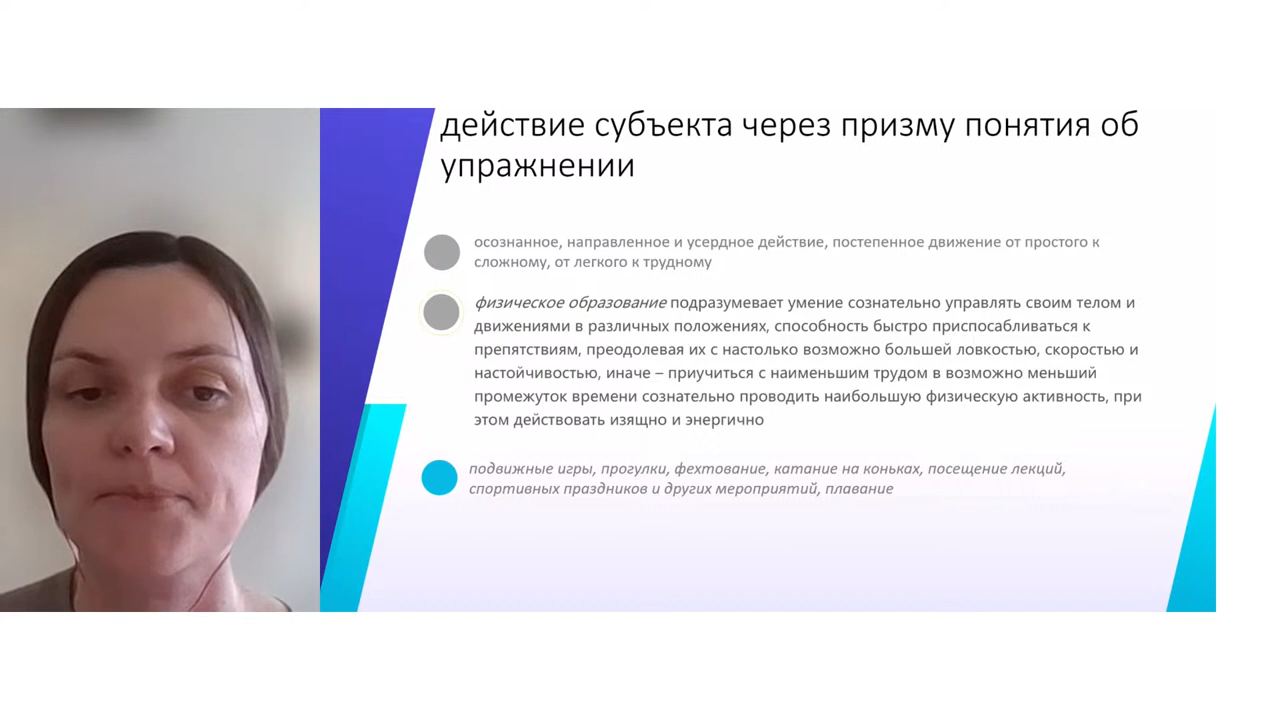 действие субъекта через призму понятия об
упражнении
осознанное, направленное и усердное действие, постепенное движение от простого к
сложному, от легкого к трудному
физическое образование подразумевает умение сознательно управлять своим телом и
движениями в различных положениях, способность быстро приспосабливаться к
препятствиям, преодолевая их с настолько возможно большей ловкостью, скоростью и
настойчивостью, иначе – приучиться с наименьшим трудом в возможно меньший
промежуток времени сознательно проводить наибольшую физическую активность, при
этом действовать изящно и энергично
подвижные игры, прогулки, фехтование, катание на коньках, посещение лекций,
спортивных праздников и других мероприятий, плавание